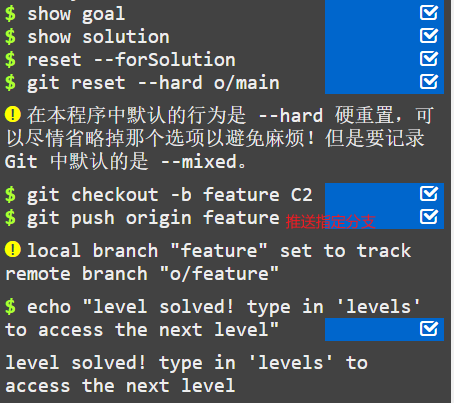 $ show goal
$ show solution
$ reset --forSolution
$ git reset --hard o/main
在本程序中默认的行为是 --hard 硬重置，可
以尽情省略掉那个选项以避免麻烦！但是要记录
Git 中默认的是 --mixed。
$ git checkout -b feature C2
$ git push origin feature 推送指定分支
local branch "feature" set to track
remote branch "o/feature"
$ echo "level solved! type in 'levels'
to access the next level"
level solved! type in 'levels' to
access the next level